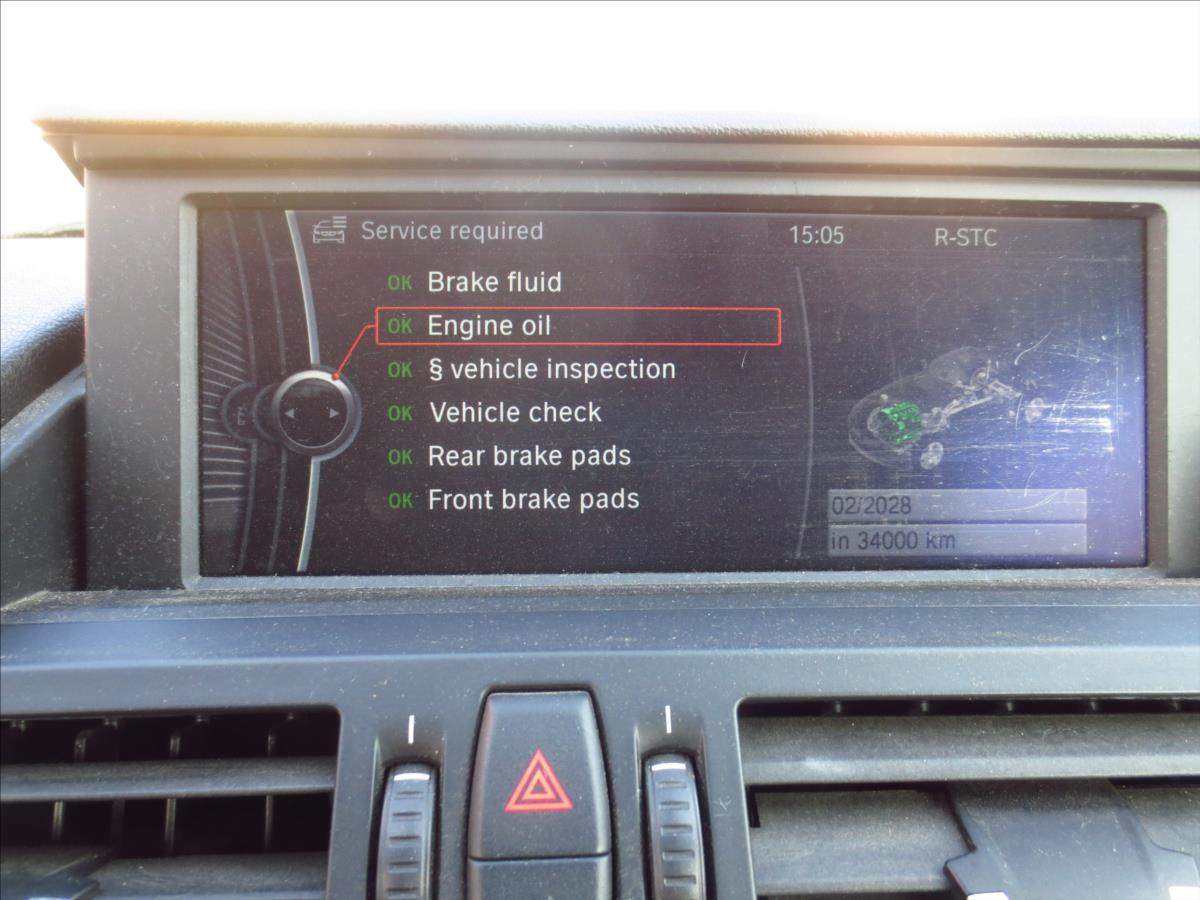 Service required
15:05
R-STC
OK Brake fluid
OK Engine oil
OK § vehicle inspection
OK Vehicle check
OK Rear brake pads
OK Front brake pads
02/2028
in 34000 km